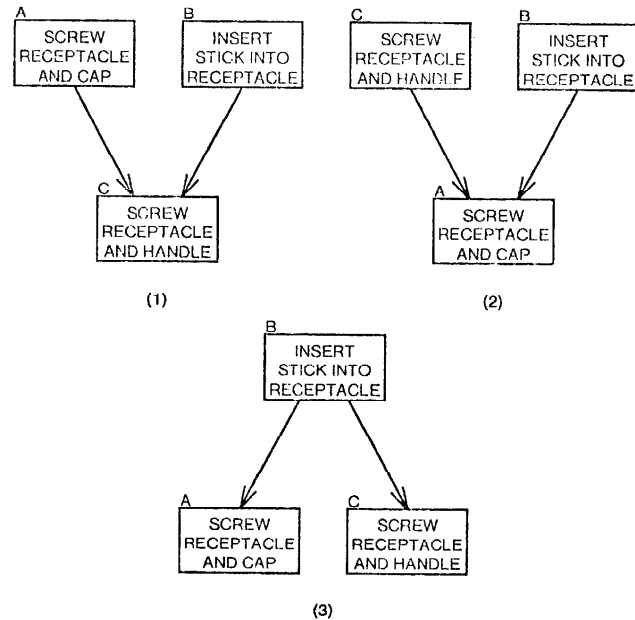 A
SCREW
RECEPTACLE
AND CAP
B
INSERT
STICK INTO
RECEPTACLE
C
SCREW
RECEPTACLE
AND HANDLE
(1)
C
SCREW
RECEPTACLE
AND HANDLE
B
INSERT
STICK INTO
RECEPTACLE
A
SCREW
RECEPTACLE
AND CAP
(2)
B
INSERT
STICK INTO
RECEPTACLE
A
SCREW
RECEPTACLE
AND CAP
C
SCREW
RECEPTACLE
AND HANDLE
(3)